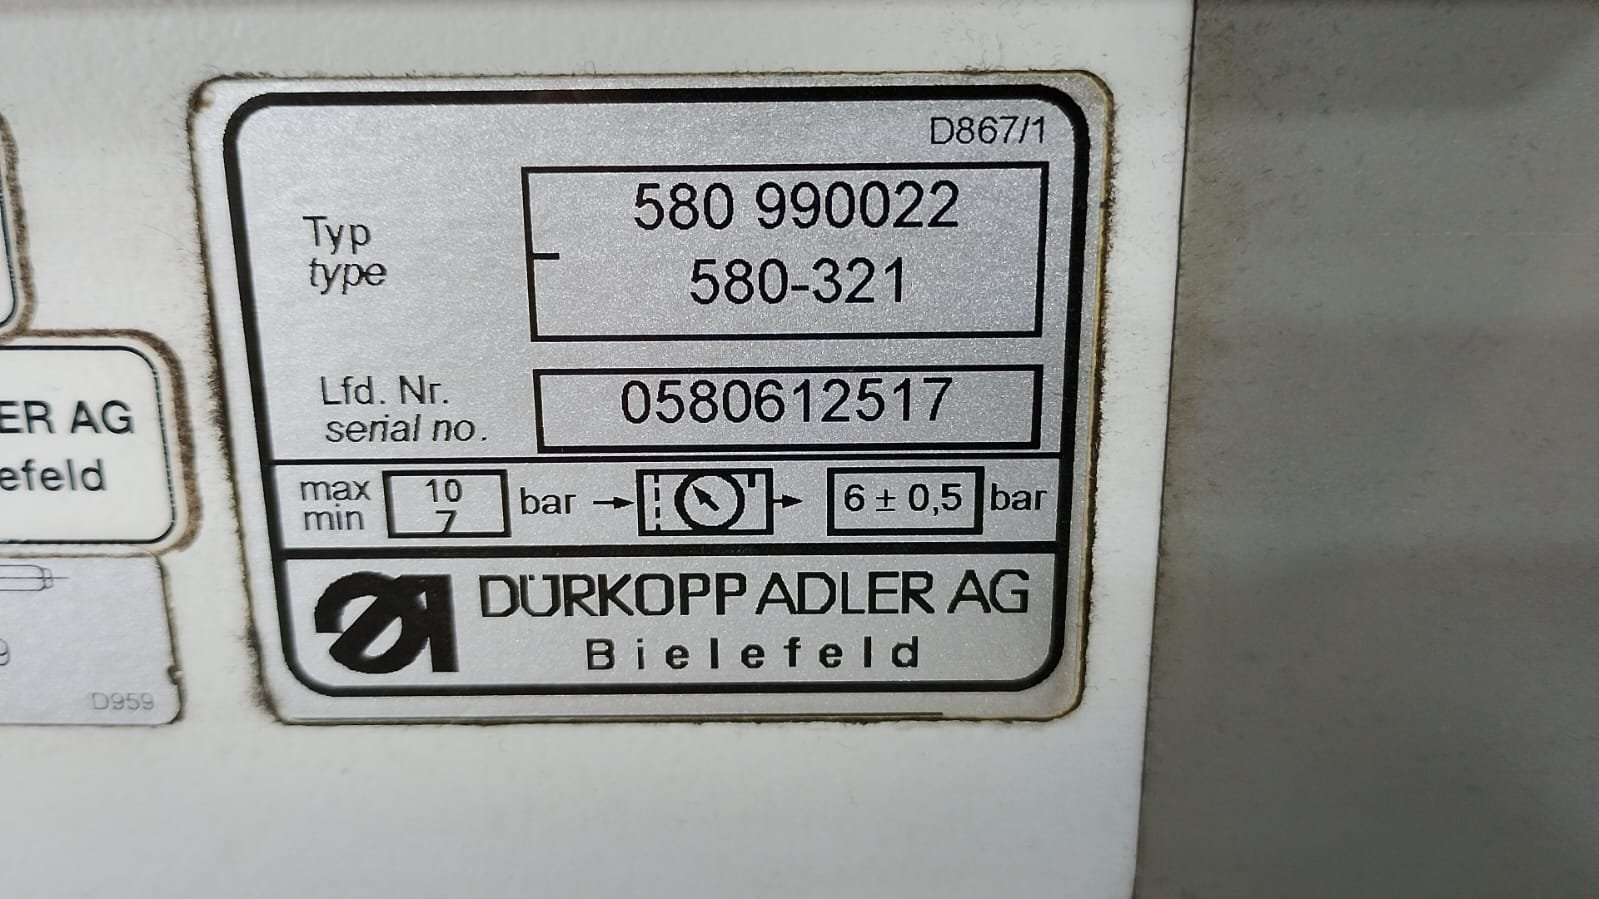 D867/1
Typ
type
580 990022
580-321
Lfd. Nr.
serial no.
0580612517
max
min
10
7
bar
6 ± 0,5
bar
DÜRKOPP ADLER AG
Bielefeld
ER AG
efeld
9
D959